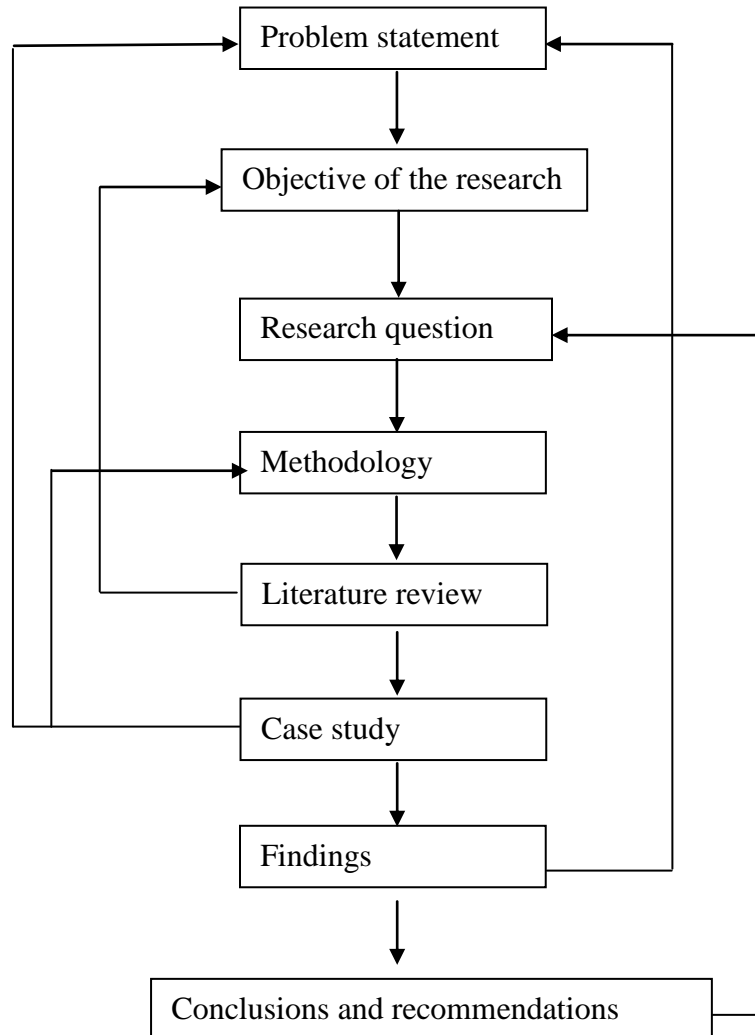 Problem statement
Objective of the research
Research question
Methodology
Literature review
Case study
Findings
Conclusions and recommendations